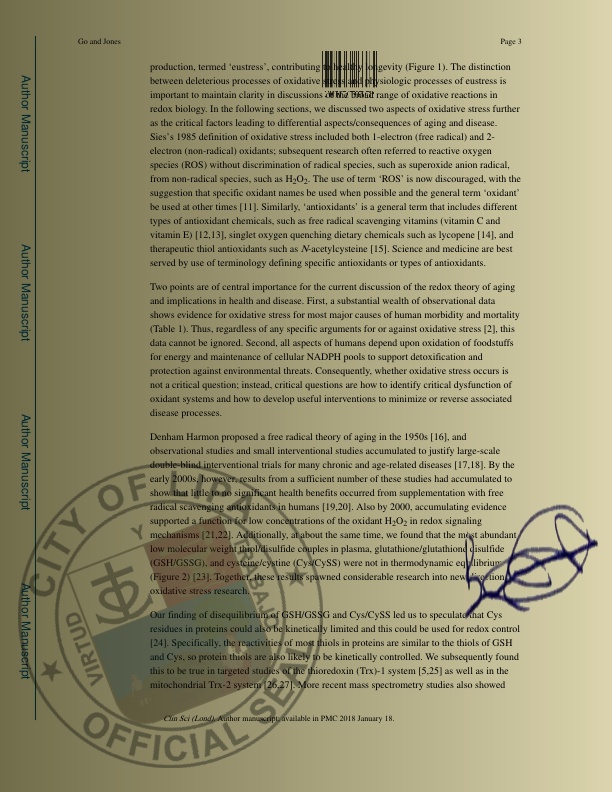 Go and Jones
Page 3
production, termed ‘eustress’, contributing to healthy longevity (Figure 1). The distinction
between deleterious processes of oxidative stress and physiologic processes of eustress is
important to maintain clarity in discussions of the broad range of oxidative reactions in
redox biology. In the following sections, we discussed two aspects of oxidative stress further
as the critical factors leading to differential aspects/consequences of aging and disease.
Sies’s 1985 definition of oxidative stress included both 1-electron (free radical) and 2-
electron (non-radical) oxidants; subsequent research often referred to reactive oxygen
species (ROS) without discrimination of radical species, such as superoxide anion radical,
from non-radical species, such as H2O2. The use of term ‘ROS’ is now discouraged, with the
suggestion that specific oxidant names be used when possible and the general term ‘oxidant’
be used at other times [11]. Similarly, ‘antioxidants’ is a general term that includes different
types of antioxidant chemicals, such as free radical scavenging vitamins (vitamin C and
vitamin E) [12,13], singlet oxygen quenching dietary chemicals such as lycopene [14], and
therapeutic thiol antioxidants such as N-acetylcysteine [15]. Science and medicine are best
served by use of terminology defining specific antioxidants or types of antioxidants.
Two points are of central importance for the current discussion of the redox theory of aging
and implications in health and disease. First, a substantial wealth of observational data
shows evidence for oxidative stress for most major causes of human morbidity and mortality
(Table 1). Thus, regardless of any specific arguments for or against oxidative stress [2], this
data cannot be ignored. Second, all aspects of humans depend upon oxidation of foodstuffs
for energy and maintenance of cellular NADPH pools to support detoxification and
protection against environmental threats. Consequently, whether oxidative stress occurs is
not a critical question; instead, critical questions are how to identify critical dysfunction of
oxidant systems and how to develop useful interventions to minimize or reverse associated
disease processes.
Denham Harmon proposed a free radical theory of aging in the 1950s [16], and
observational studies and small interventional studies accumulated to justify large-scale
double-blind interventional trials for many chronic and age-related diseases [17,18]. By the
early 2000s, however, results from a sufficient number of these studies had accumulated to
show that little to no significant health benefits occurred from supplementation with free
radical scavenging antioxidants in humans [19,20]. Also by 2000, accumulating evidence
supported a function for low concentrations of the oxidant H2O2 in redox signaling
mechanisms [21,22]. Additionally, at about the same time, we found that the most abundant
low molecular weight thiol/disulfide couples in plasma, glutathione/glutathione disulfide
(GSH/GSSG), and cysteine/cystine (Cys/CySS) were not in thermodynamic equilibrium
(Figure 2) [23]. Together, these results spawned considerable research into new directions
oxidative stress research.
Our finding of disequilibrium of GSH/GSSG and Cys/CySS led us to speculate that Cys
residues in proteins could also be kinetically limited and this could be used for redox control
[24]. Specifically, the reactivities of most thiols in proteins are similar to the thiols of GSH
and Cys, so protein thiols are also likely to be kinetically controlled. We subsequently found
this to be true in targeted studies of the thioredoxin (Trx)-1 system [5,25] as well as in the
mitochondrial Trx-2 system [26,27]. More recent mass spectrometry studies also showed
Clin Sci (Lond). Author manuscript; available in PMC 2018 January 18.
Author Manuscript
Author Manuscript
Author Manuscript
Author Manuscript
CITY OF LIPA
OFFICIAL SEAL